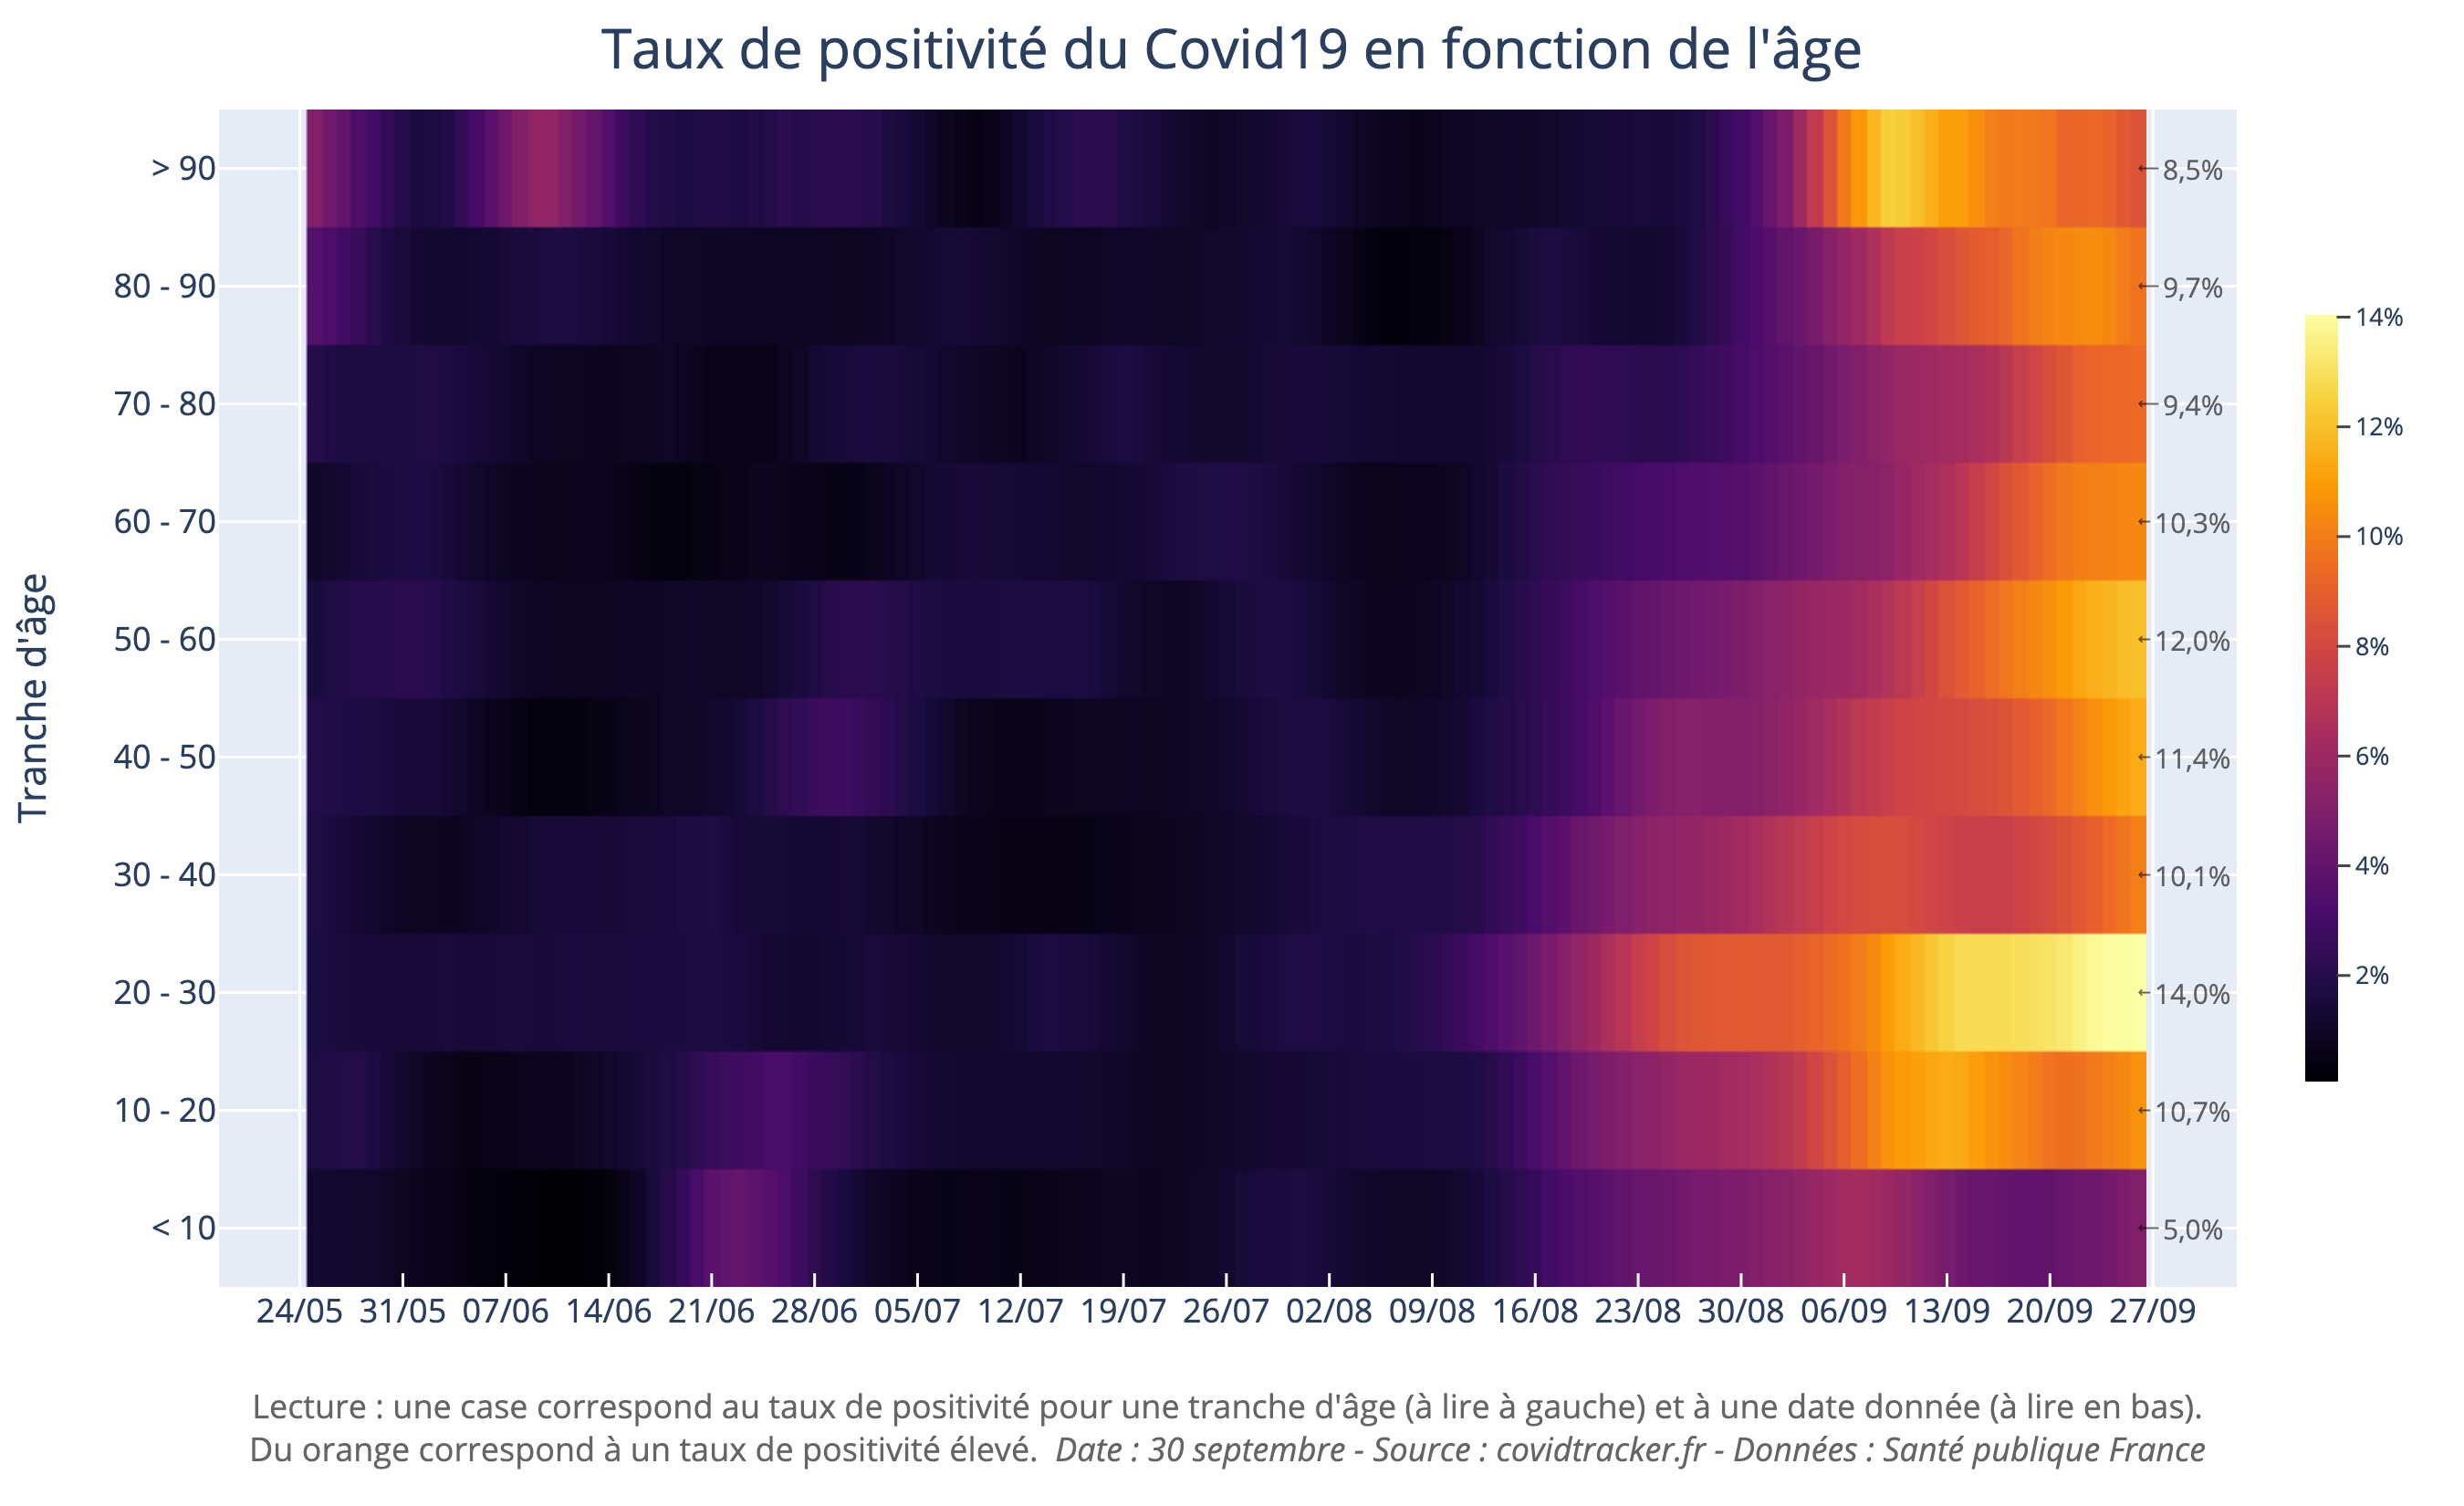 Taux de positivité du Covid19 en fonction de l'âge
Tranche d'âge
> 90
80 - 90
70 - 80
60 - 70
50 - 60
40 - 50
30 - 40
20 - 30
10 - 20
< 10
8,5%
9,7%
9,4%
10,3%
12,0%
11,4%
10,1%
14,0%
10,7%
5,0%
14%
12%
10%
8%
6%
4%
2%
24/05 31/05 07/06 14/06 21/06 28/06 05/07 12/07 19/07 26/07 02/08 09/08 16/08 23/08 30/08 06/09 13/09 20/09 27/09
Lecture : une case correspond au taux de positivité pour une tranche d'âge (à lire à gauche) et à une date donnée (à lire en bas).
Du orange correspond à un taux de positivité élevé. Date : 30 septembre - Source : covidtracker.fr - Données : Santé publique France